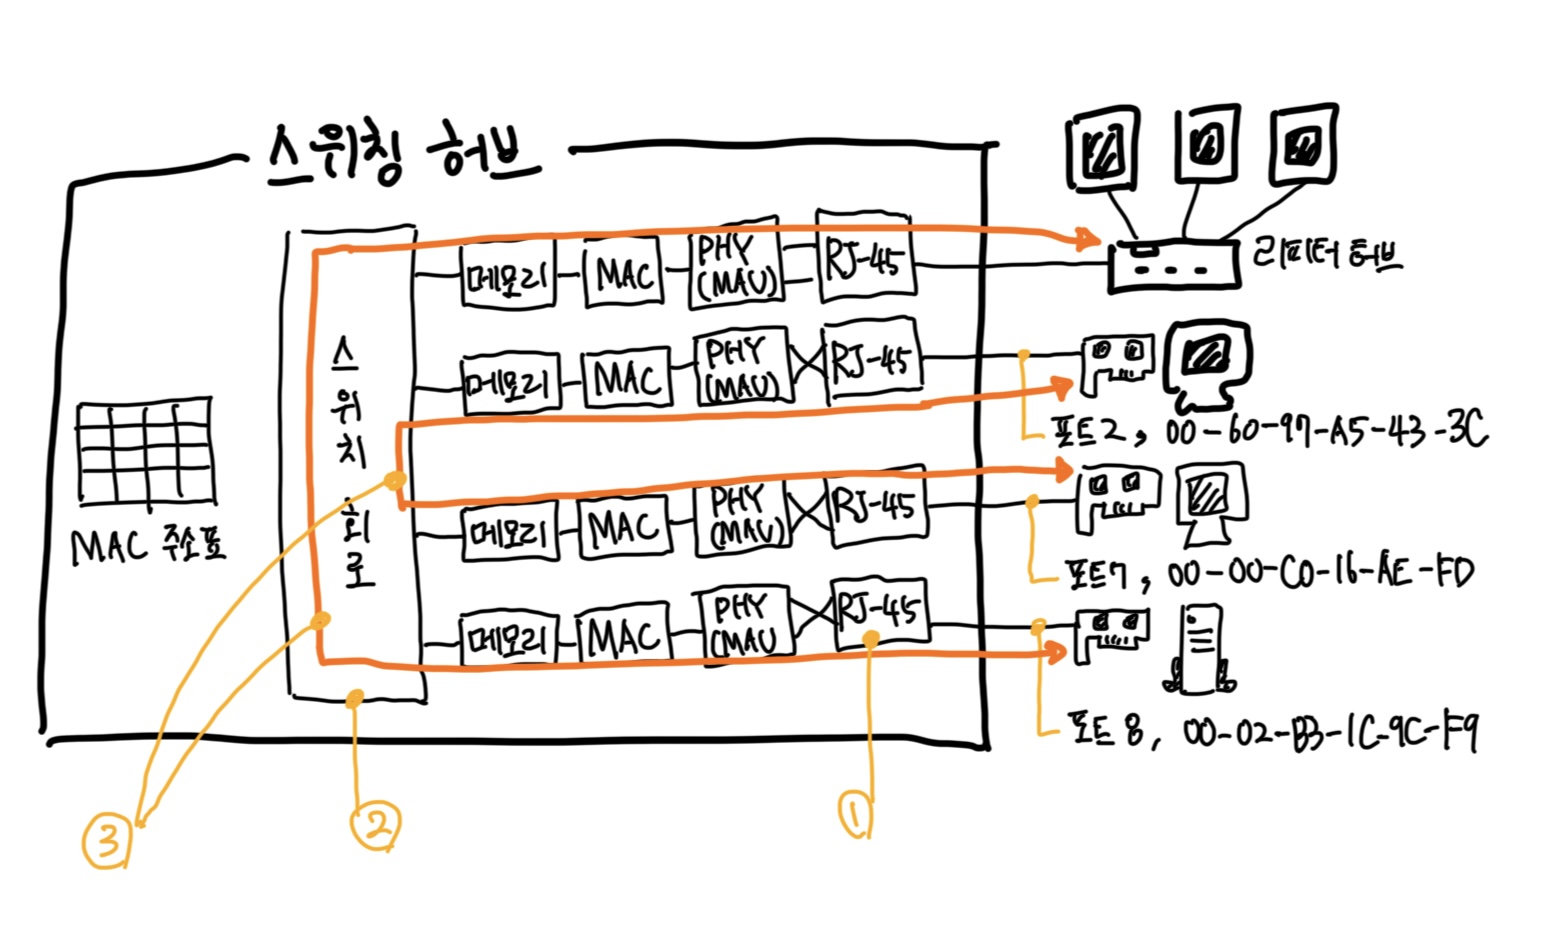 스위칭 허브
메모리
MAC
PHY
(MAU)
RJ-45
리피터 허브
메모리
MAC
PHY
(MAU)
RJ-45
포트2, 00-60-97-A5-43-3C
스위치 회로
MAC 주소표
메모리
MAC
PHY
(MAU)
RJ-45
포트7, 00-00-C0-16-AE-FD
메모리
MAC
PHY
(MAU
RJ-45
포트 8, 00-02-B3-1C-9C-F9
③
②
①